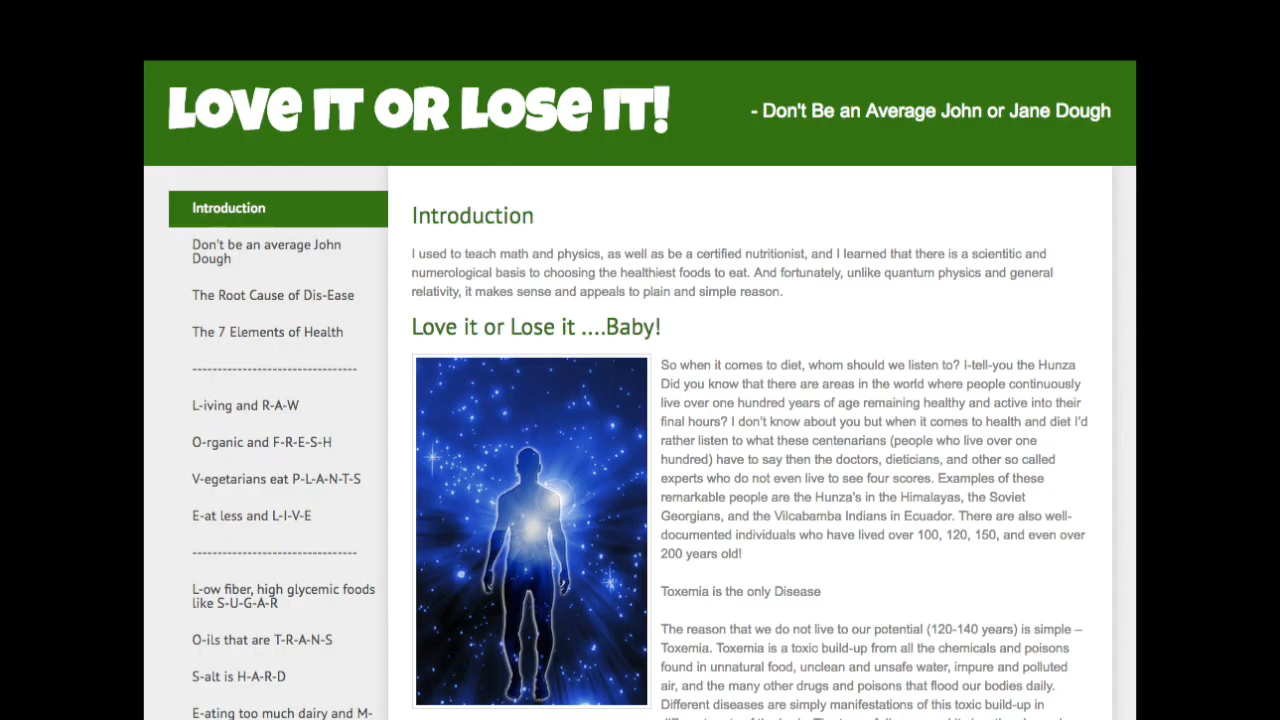 LOVE IT OR LOSE IT!
- Don't Be an Average John or Jane Dough
Introduction
Don't be an average John
Dough
The Root Cause of Dis-Ease
The 7 Elements of Health
---------------------------------
L-iving and R-A-W
O-rganic and F-R-E-S-H
V-egetarians eat P-L-A-N-T-S
E-at less and L-I-V-E
---------------------------------
L-ow fiber, high glycemic foods
like S-U-G-A-R
O-ils that are T-R-A-N-S
S-alt is H-A-R-D
E-ating too much dairy and M-
Introduction
I used to teach math and physics, as well as be a certified nutritionist, and I learned that there is a scientitic and
numerological basis to choosing the healthiest foods to eat. And fortunately, unlike quantum physics and general
relativity, it makes sense and appeals to plain and simple reason.
Love it or Lose it ....Baby!
So when it comes to diet, whom should we listen to? I-tell-you the Hunza
Did you know that there are areas in the world where people continuously
live over one hundred years of age remaining healthy and active into their
final hours? I don't know about you but when it comes to health and diet I'd
rather listen to what these centenarians (people who live over one
hundred) have to say then the doctors, dieticians, and other so called
experts who do not even live to see four scores. Examples of these
remarkable people are the Hunza's in the Himalayas, the Soviet
Georgians, and the Vilcabamba Indians in Ecuador. There are also well-
documented individuals who have lived over 100, 120, 150, and even over
200 years old!
Toxemia is the only Disease
The reason that we do not live to our potential (120-140 years) is simple –
Toxemia. Toxemia is a toxic build-up from all the chemicals and poisons
found in unnatural food, unclean and unsafe water, impure and polluted
air, and the many other drugs and poisons that flood our bodies daily.
Different diseases are simply manifestations of this toxic build-up in